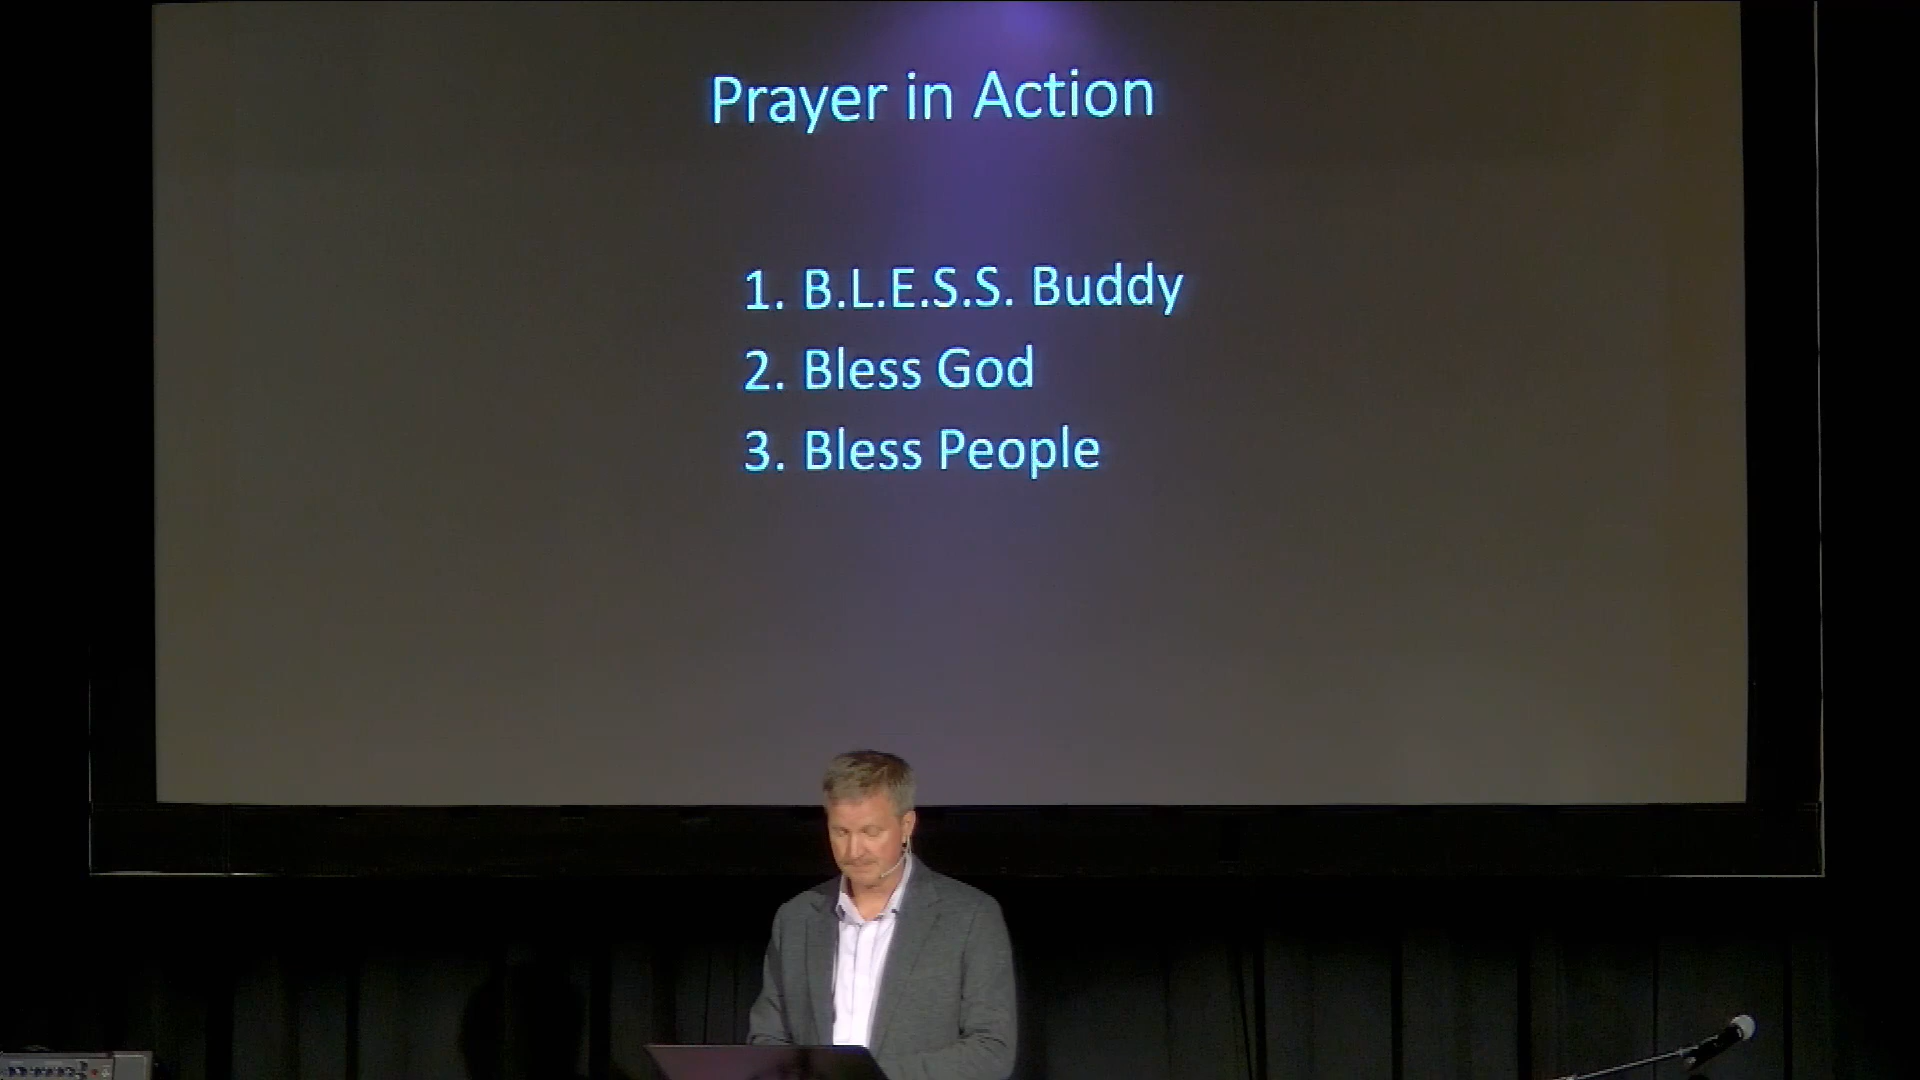 Prayer in Action
1. B.L.E.S.S. Buddy
2. Bless God
3. Bless People